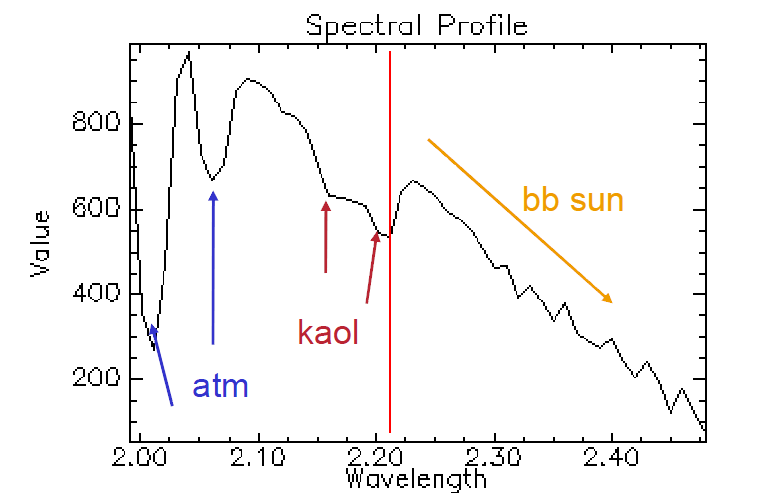 Spectral Profile
800
600
400
200
Value
bb sun
kaol
atm
2.00 2.10 2.20 2.30 2.40
Wavelength